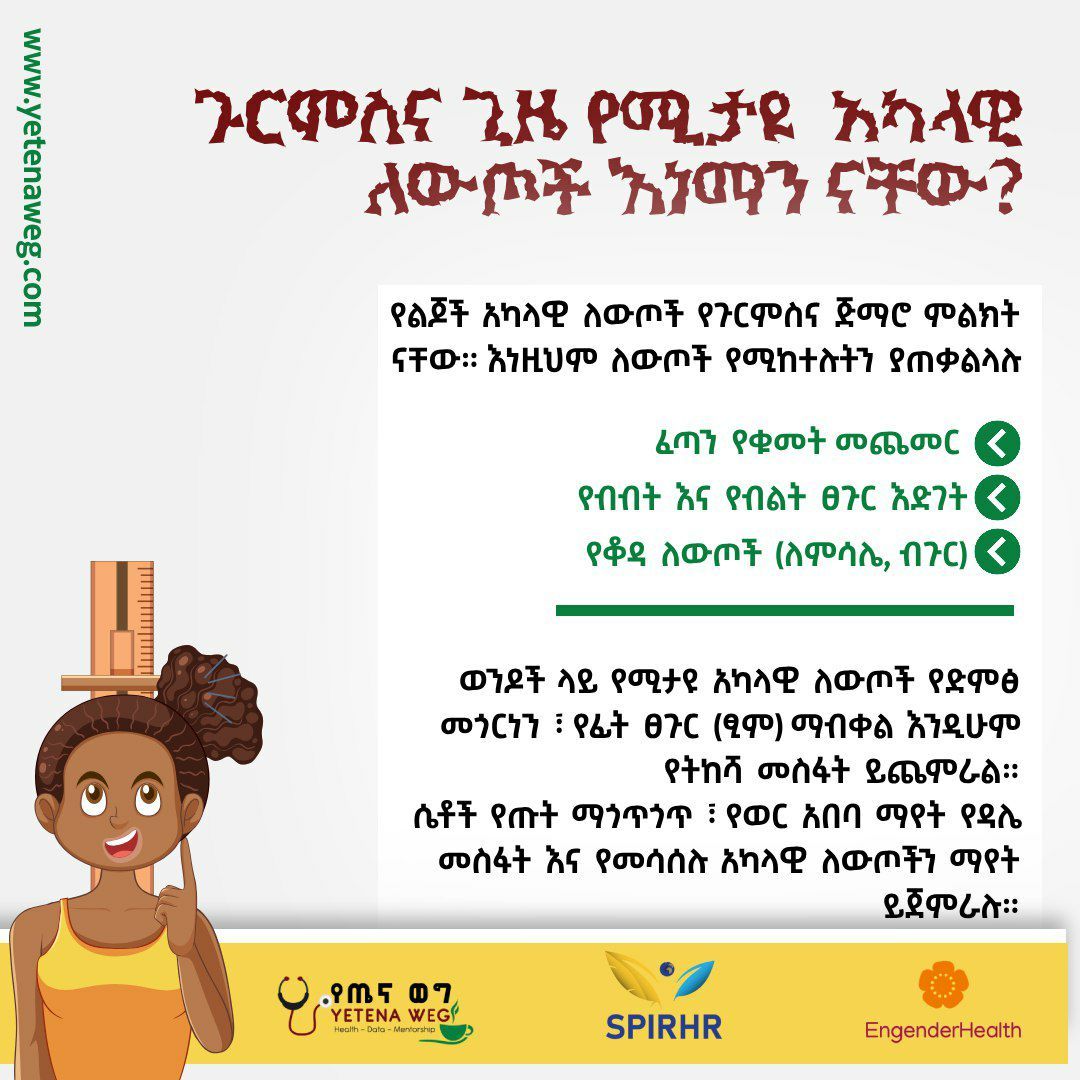 www.yetenaweg.com
ጉርምስና ጊዜ የሚታዩ አካላዊ
ለውጦች እነማን ናቸው?
የልጆች አካላዊ ለውጦች የጉርምስና ጅማሮ ምልክት
ናቸው። እነዚህም ለውጦች የሚከተሉትን ያጠቃልላሉ
ፈጣን የቁመት መጨመር
የብብት እና የብልት ፀጉር እድገት
የቆዳ ለውጦች (ለምሳሌ, ብጉር)
ወንዶች ላይ የሚታዩ አካላዊ ለውጦች የድምፅ
መጎርነን ፣ የፊት ፀጉር (ፂም) ማብቀል እንዲሁም
የትከሻ መስፋት ይጨምራል።
ሴቶች የጡት ማጎጥጎጥ ፣ የወር አበባ ማየት የዳሌ
መስፋት እና የመሳሰሉ አካላዊ ለውጦችን ማየት
ይጀምራሉ።
የጤና ወግ
YETENA WEG
Health - Data - Mentorship
SPIRHR
EngenderHealth